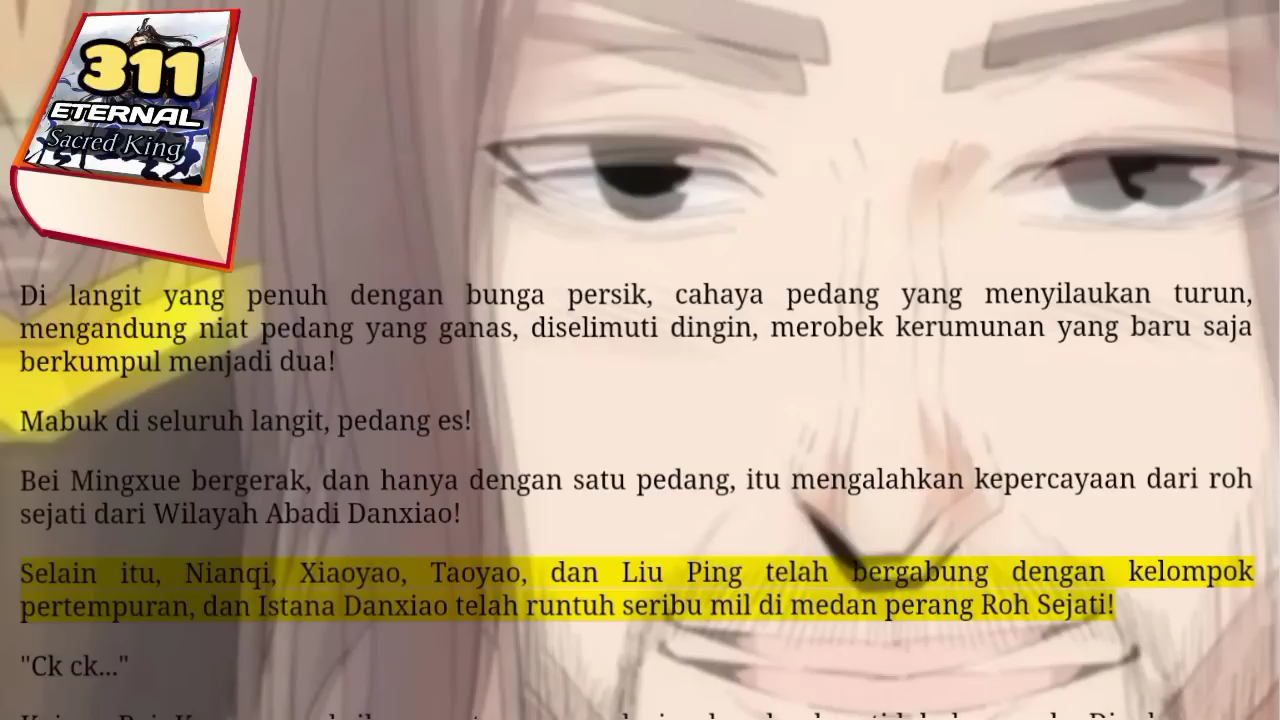 311
ETERNAL
Sacred King
Di langit yang penuh dengan bunga persik, cahaya pedang yang menyilaukan turun,
mengandung niat pedang yang ganas, diselimuti dingin, merobek kerumunan yang baru saja
berkumpul menjadi dua!
Mabuk di seluruh langit, pedang es!
Bei Mingxue bergerak, dan hanya dengan satu pedang, itu mengalahkan kepercayaan dari roh
sejati dari Wilayah Abadi Danxiao!
Selain itu, Nianqi, Xiaoyao, Taoyao, dan Liu Ping telah bergabung dengan kelompok
pertempuran, dan Istana Danxiao telah runtuh seribu mil di medan perang Roh Sejati!
"Ck ck..."